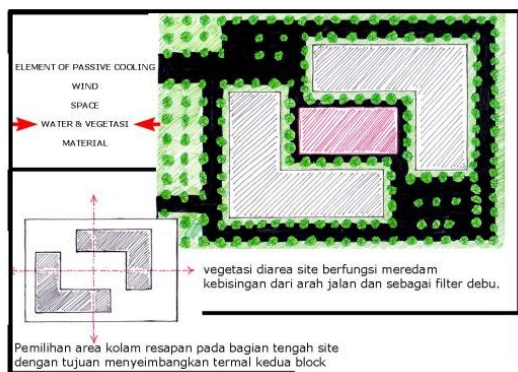 ELEMENT OF PASSIVE COOLING
WIND
SPACE
WATER & VEGETASI
MATERIAL
vegetasi diarea site berfungsi meredam
kebisingan dari arah jalan dan sebagai filter debu.
Pemilihan area kolam resapan pada bagian tengah site
dengan tujuan menyeimbangkan termal kedua block